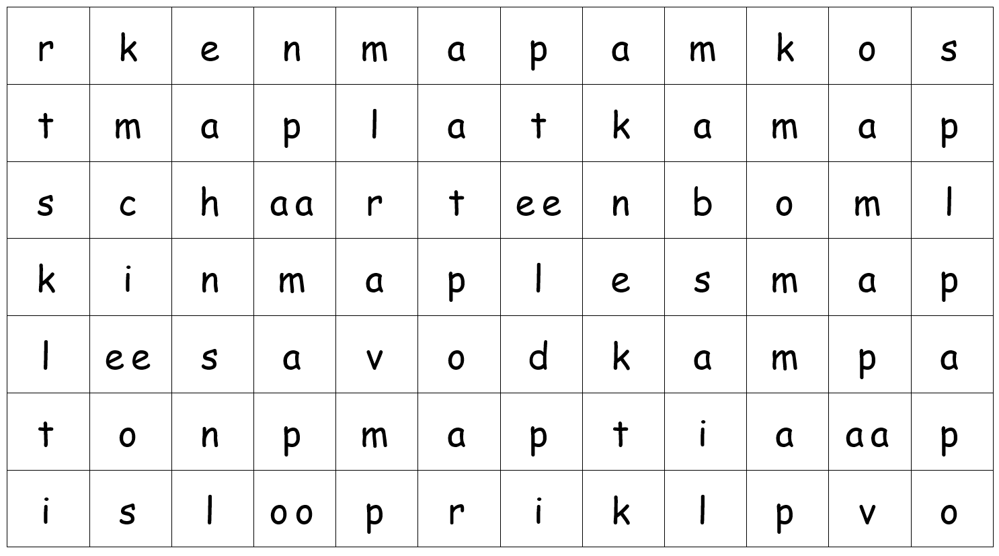 r k e n m a p a m k o s
t m a p l a t k a m a p
s c h aa r t ee n b o m l
k i n m a p l e s m a p
l ee s a v o d k a m p a
t o n p m a p t i a aa p
i s l oo p r i k l p v o